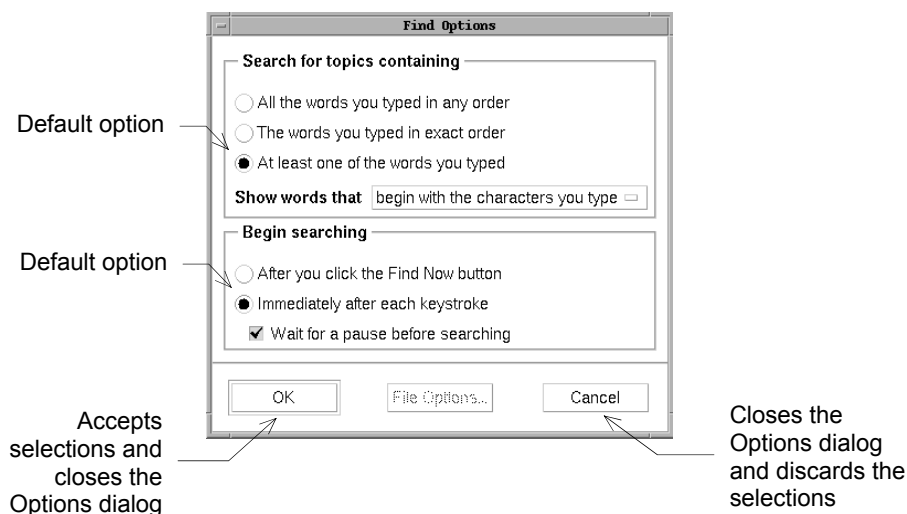 Find Options
Search for topics containing
All the words you typed in any order
The words you typed in exact order
Default option
At least one of the words you typed
Show words that begin with the characters you type
Begin searching
Default option
After you click the Find Now button
Immediately after each keystroke
Wait for a pause before searching
OK
File Options...
Cancel
Accepts
selections and
closes the
Options dialog
Closes the
Options dialog
and discards the
selections